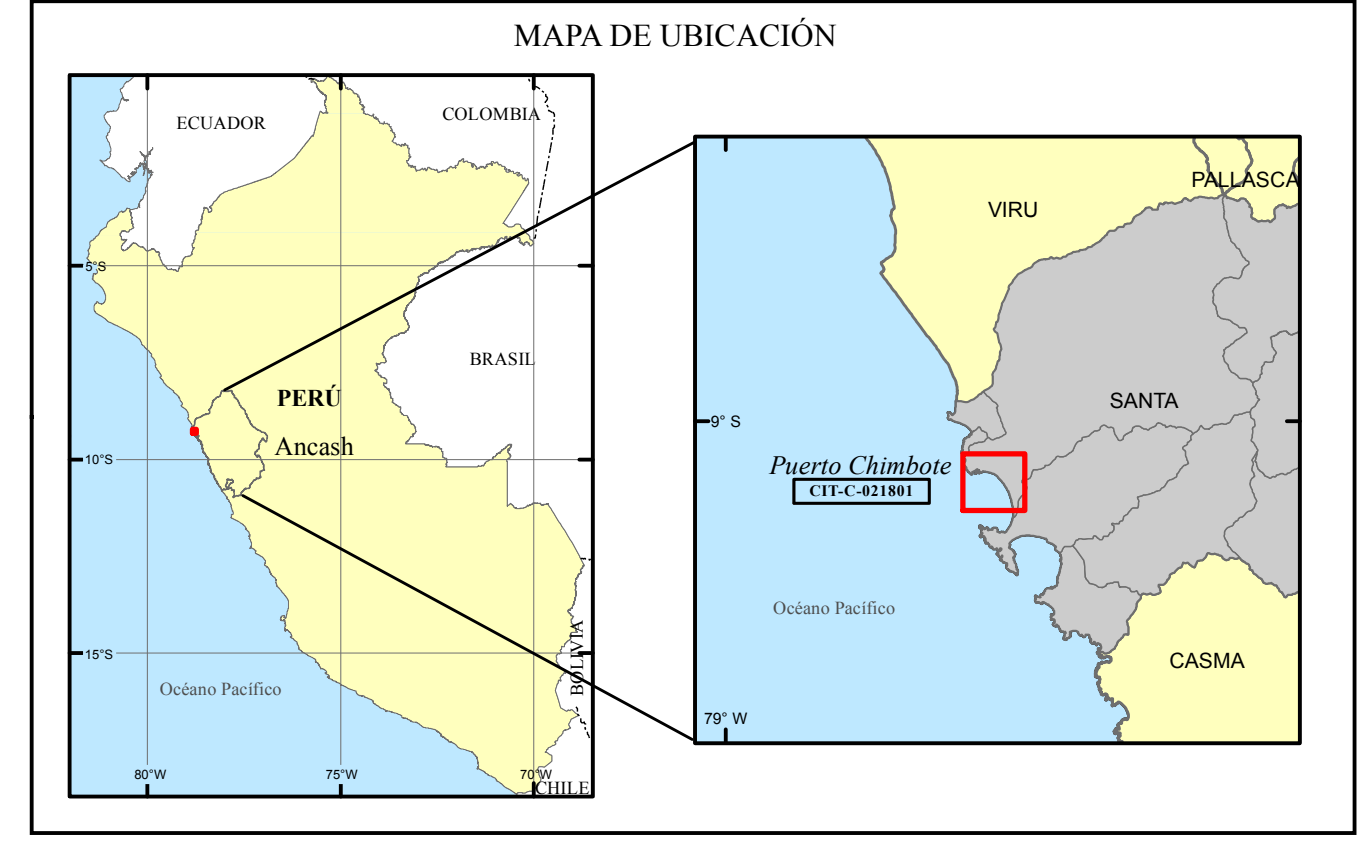 MAPA DE UBICACIÓN
ECUADOR
COLOMBIA
5°S
BRASIL
PERÚ
Ancash
10°S
15°S
BOLIVIA
Océano Pacífico
80°W
75°W
70°W
CHILE
PALLASCA
VIRU
SANTA
9° S
Puerto Chimbote
CIT-C-021801
Océano Pacífico
CASMA
79° W